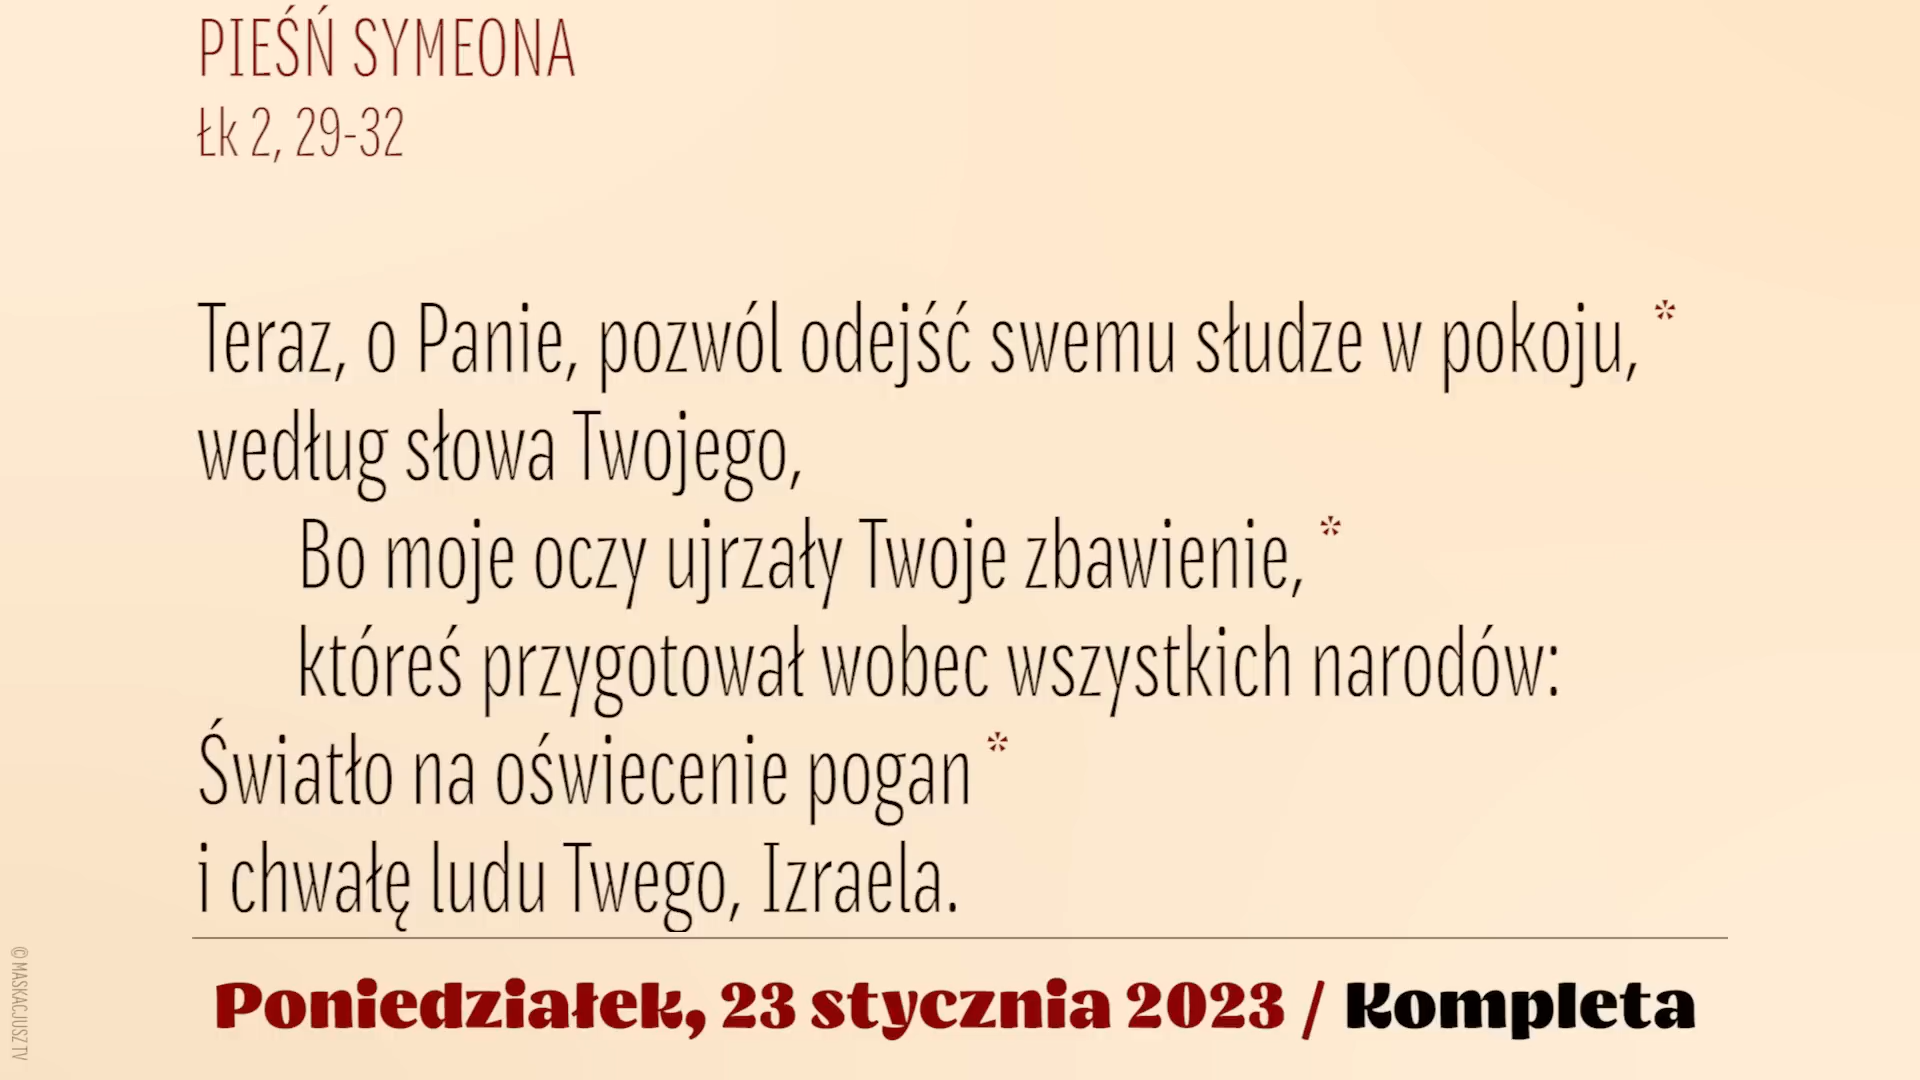 PIEŚŃ SYMEONA
Łk 2, 29-32
Teraz, o Panie, pozwól odejść swemu słudze w pokoju, *
według słowa Twojego,
Bo moje oczy ujrzały Twoje zbawienie, *
któreś przygotował wobec wszystkich narodów:
Światło na oświecenie pogan *
i chwałę ludu Twego, Izraela.
Poniedziałek, 23 stycznia 2023 / Kompleta
© MASKACJUSZ TV